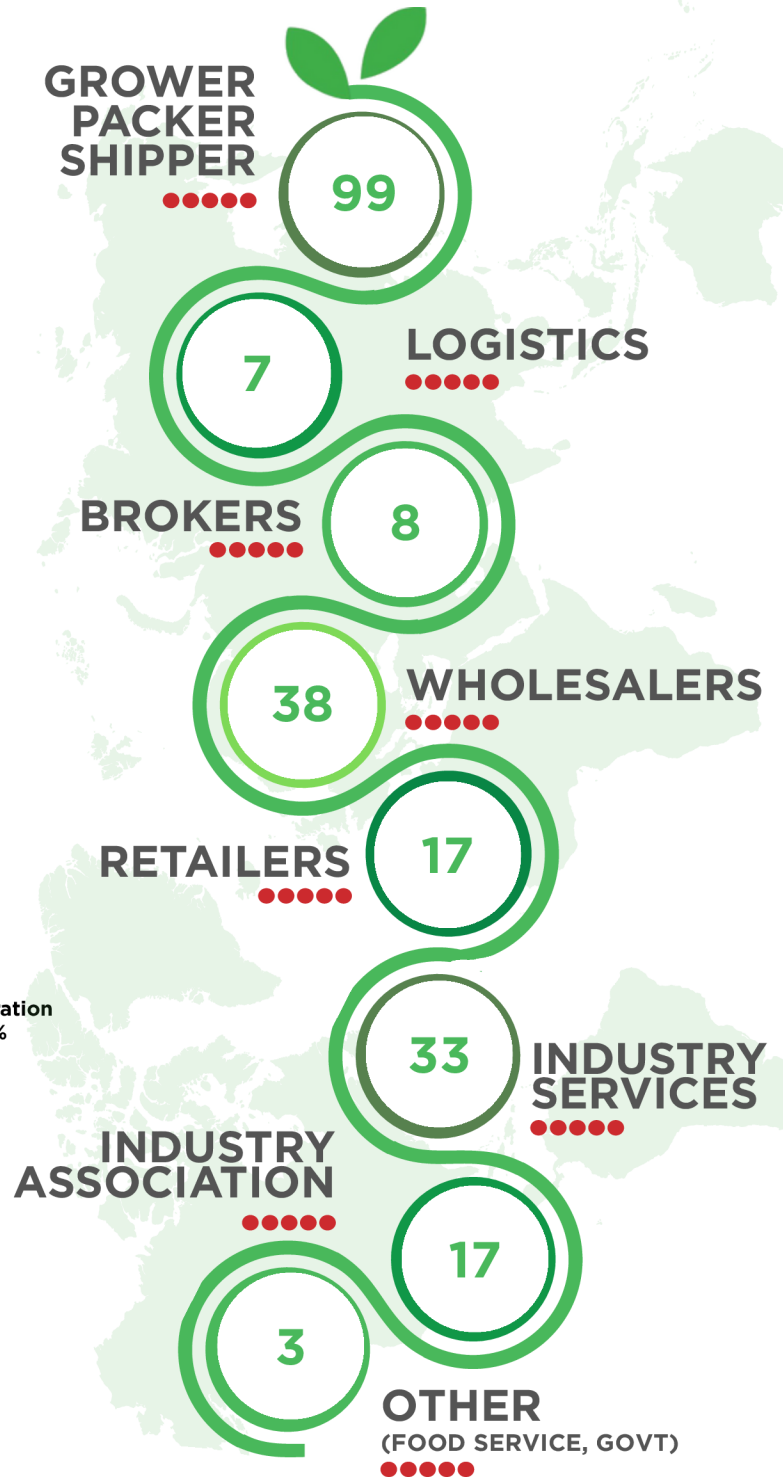 GROWER
PACKER
SHIPPER
99
7
LOGISTICS
BROKERS
8
38
WHOLESALERS
RETAILERS
17
ation
%
33
INDUSTRY
SERVICES
INDUSTRY
ASSOCIATION
17
3
OTHER
(FOOD SERVICE, GOVT)